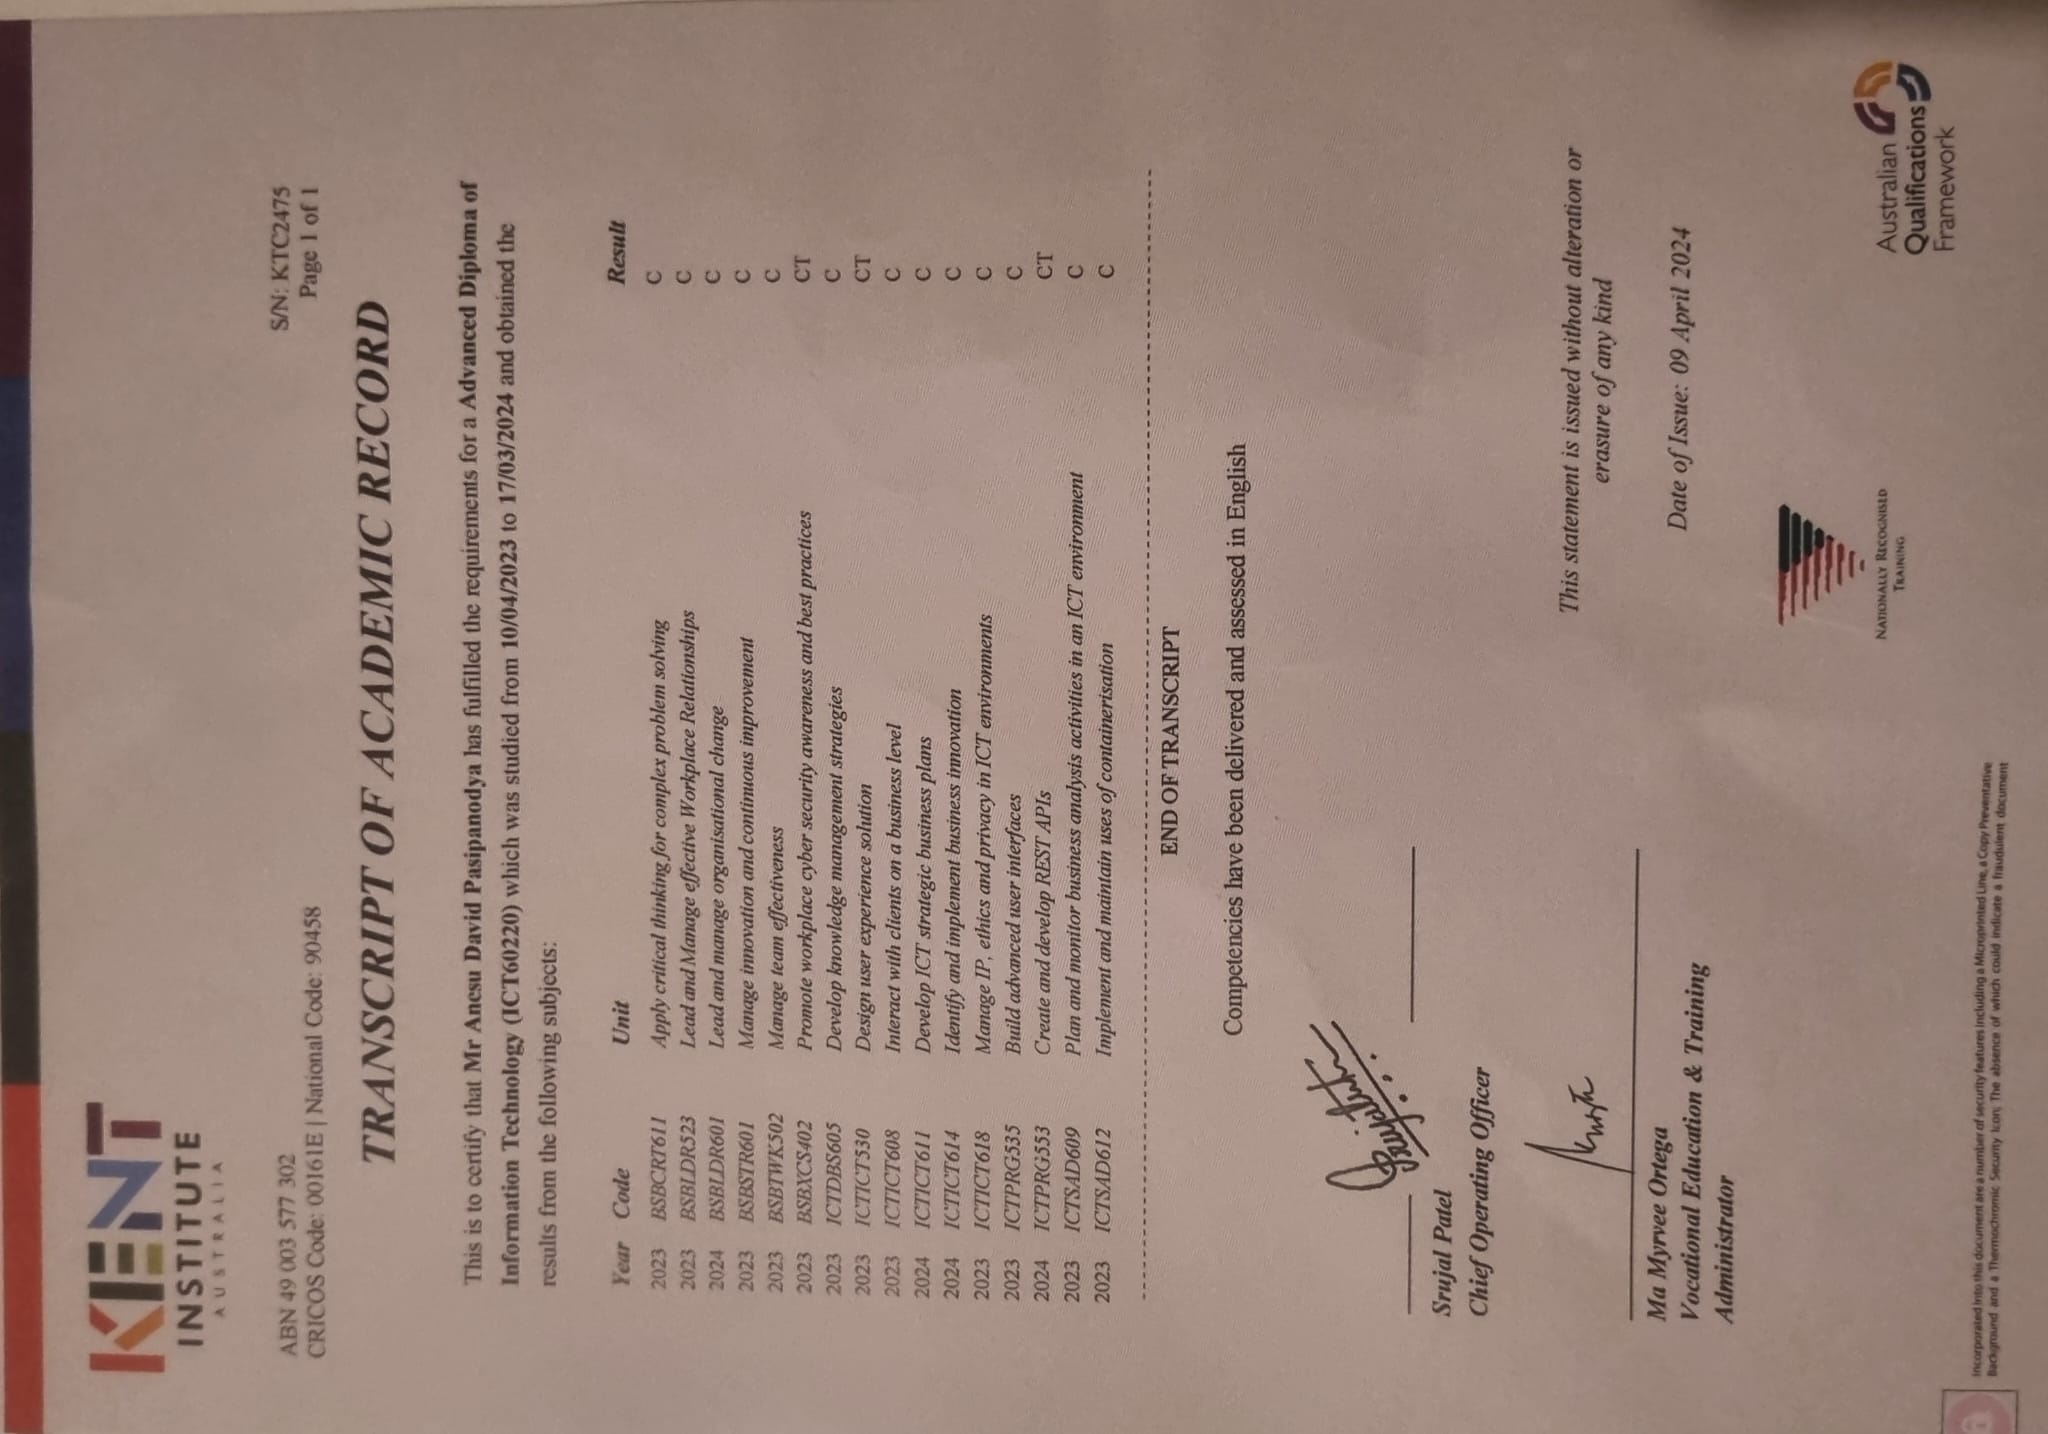 KENT
INSTITUTE
AUSTRALIA
ABN 49 003 577 302
CRICOS Code: 00161E | National Code: 90458
S/N: KTC2475
Page 1 of 1
TRANSCRIPT OF ACADEMIC RECORD
This is to certify that Mr Anesu David Pasipanodya has fulfilled the requirements for a Advanced Diploma of
Information Technology (ICT60220) which was studied from 10/04/2023 to 17/03/2024 and obtained the
results from the following subjects:
Year Code Unit Result
2023 BSBCRT611 Apply critical thinking for complex problem solving C
2023 BSBLDR523 Lead and Manage effective Workplace Relationships C
2024 BSBLDR601 Lead and manage organisational change C
2023 BSBSTR601 Manage innovation and continuous improvement C
2023 BSBTWK502 Manage team effectiveness C
2023 BSBXCS402 Promote workplace cyber security awareness and best practices CT
2023 ICTDBS605 Develop knowledge management strategies C
2023 ICTICT530 Design user experience solution CT
2023 ICTICT608 Interact with clients on a business level C
2024 ICTICT611 Develop ICT strategic business plans C
2024 ICTICT614 Identify and implement business innovation C
2023 ICTICT618 Manage IP, ethics and privacy in ICT environments C
2023 ICTPRG535 Build advanced user interfaces C
2024 ICTPRG553 Create and develop REST APIs CT
2023 ICTSAD609 Plan and monitor business analysis activities in an ICT environment C
2023 ICTSAD612 Implement and maintain uses of containerisation C
END OF TRANSCRIPT
Competencies have been delivered and assessed in English
Srujal Patel
Chief Operating Officer
This statement is issued without alteration or
erasure of any kind
Ma Myrvee Ortega
Vocational Education & Training
Administrator
Date of Issue: 09 April 2024
NATIONALLY RECOGNISED
TRAINING
Australian
Qualifications
Framework
Incorporated into this document are a number of security features including a Microprinted Line, a Copy Preventative
Background and a Thermochromic Security Icon; The absence of which could indicate a fraudulent document